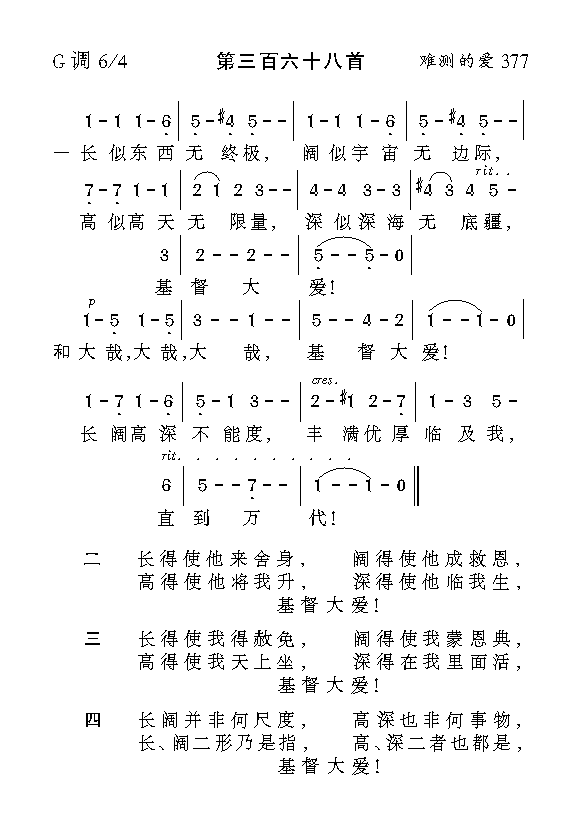 G调 6/4 第三百六十八首 难测的爱 377
1-1 1-6 | 5-#4 5-- | 1-1 1-6 | 5-#4 5-- |
一 长似东西无终极, 阔似宇宙无边际,
rit...
7-7 1-1 | 2 1 2 3-- | 4-4 3-3 | #4 3 4 5-
高似高天无限量, 深似深海无底疆,
3 | 2--2-- | 5--5-0 |
基督大爱!
p
1-5 1-5 | 3--1-- | 5--4-2 | 1--1-0 |
和 大哉,大哉,大哉, 基督大爱!
cres.
1-7 1-6 | 5-1 3-- | 2-#1 2-7 | 1-3 5-
长阔高深不能度, 丰满优厚临及我,
rit. . . . . . . . . .
6 | 5--7-- | 1--1-0 ‖
直到万代!
二 长得使他来舍身, 阔得使他成救恩,
高得使他将我升, 深得使他临我生,
基督大爱!
三 长得使我得赦免, 阔得使我蒙恩典,
高得使我天上坐, 深得在我里面活,
基督大爱!
四 长阔并非何尺度, 高深也非何事物,
长、阔二形乃是指, 高、深二者也都是,
基督大爱!